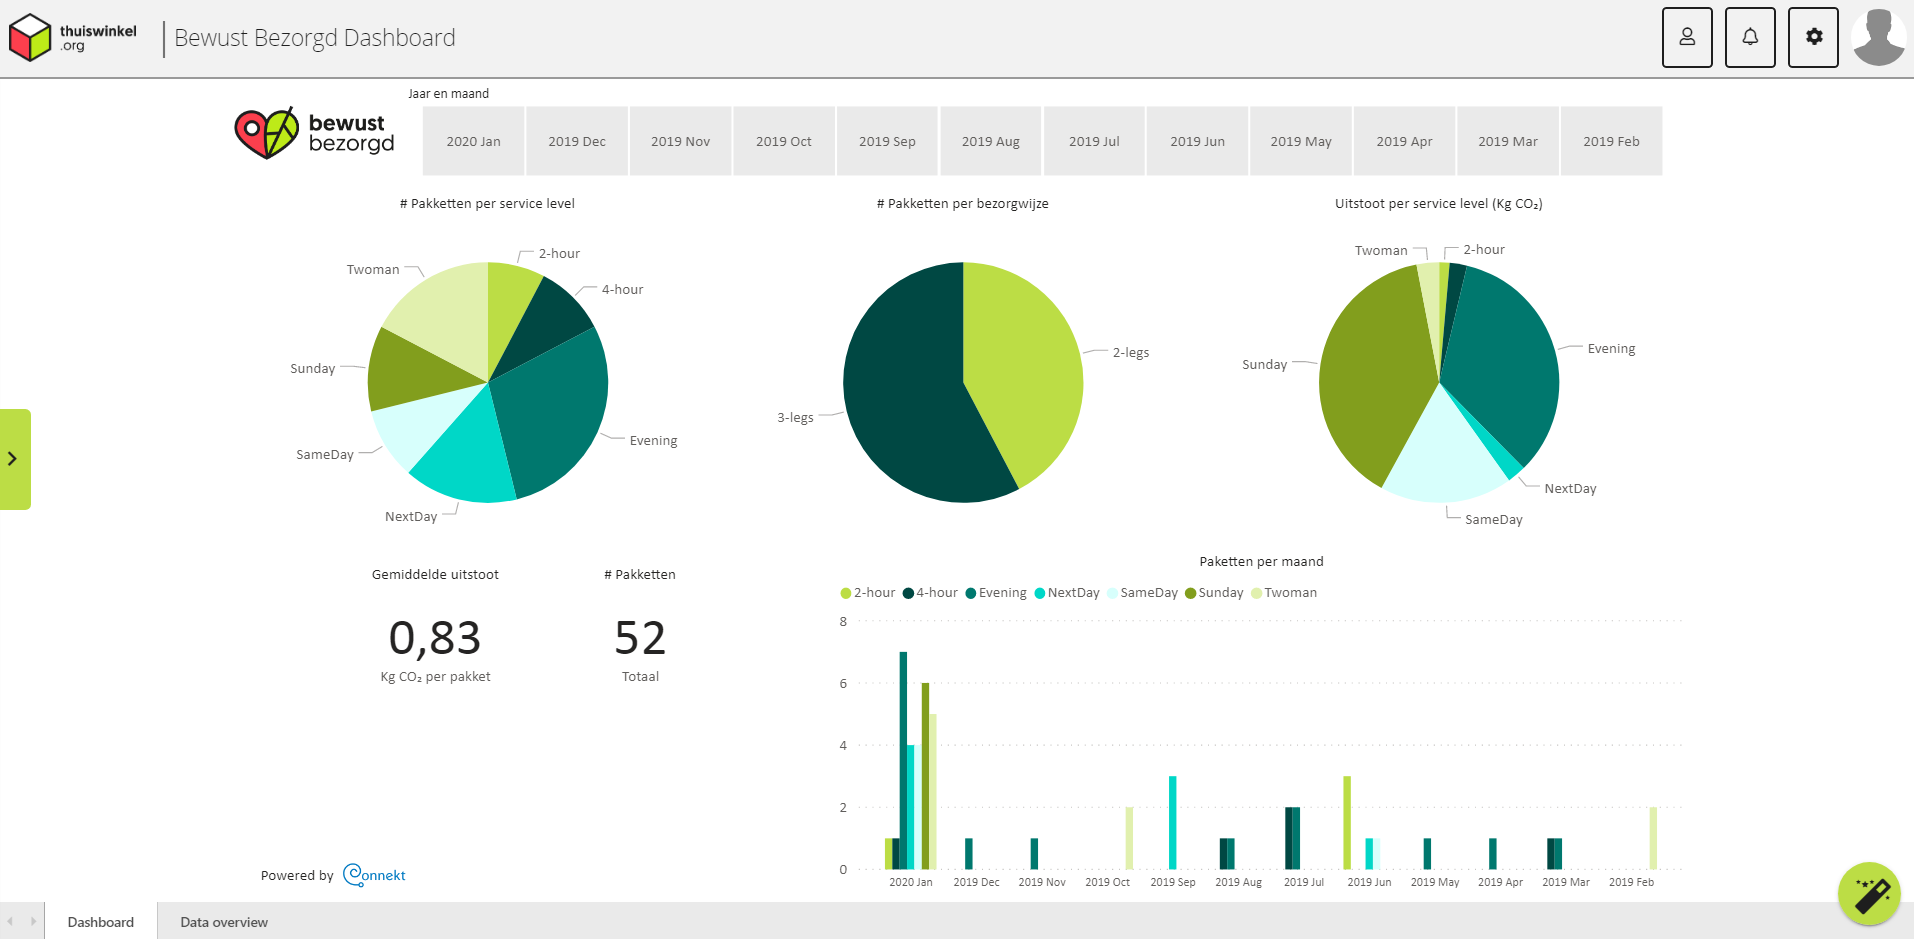 thuiswinkel
.org
Bewust Bezorgd Dashboard
Jaar en maand
bewust
bezorgd
2020 Jan 2019 Dec 2019 Nov 2019 Oct 2019 Sep 2019 Aug 2019 Jul 2019 Jun 2019 May 2019 Apr 2019 Mar 2019 Feb
# Pakketten per service level
2-hour
4-hour
Evening
NextDay
SameDay
Sunday
Twoman
# Pakketten per bezorgwijze
2-legs
3-legs
Uitstoot per service level (Kg CO₂)
2-hour
Evening
NextDay
SameDay
Sunday
Twoman
Gemiddelde uitstoot
0,83
Kg CO₂ per pakket
# Pakketten
52
Totaal
Paketten per maand
2-hour 4-hour Evening NextDay SameDay Sunday Twoman
8
6
4
2
0
2020 Jan 2019 Dec 2019 Nov 2019 Oct 2019 Sep 2019 Aug 2019 Jul 2019 Jun 2019 May 2019 Apr 2019 Mar 2019 Feb
Powered by Connekt
Dashboard Data overview